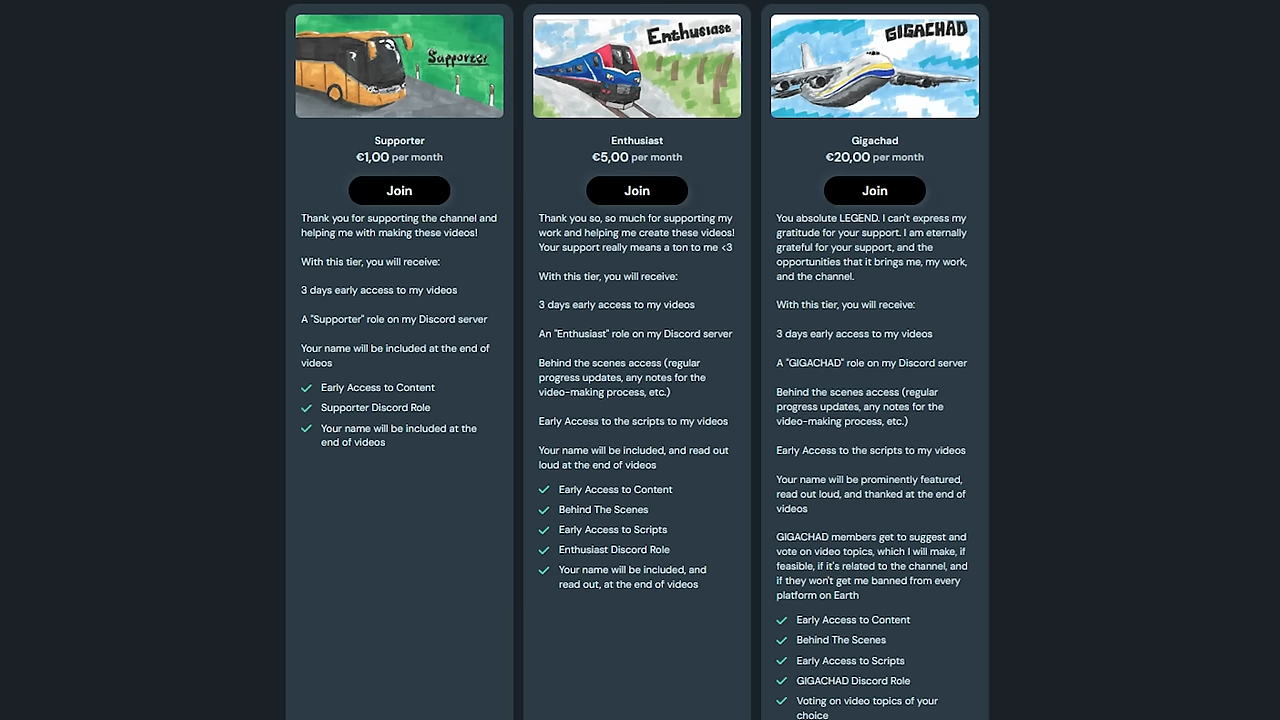 Supporter
Supporter
€1,00 per month
Join
Thank you for supporting the channel and
helping me with making these videos!
With this tier, you will receive:
3 days early access to my videos
A "Supporter" role on my Discord server
Your name will be included at the end of
videos
Early Access to Content
Supporter Discord Role
Your name will be included at the
end of videos
Enthusiast
Enthusiast
€5,00 per month
Join
Thank you so, so much for supporting my
work and helping me create these videos!
Your support really means a ton to me <3
With this tier, you will receive:
3 days early access to my videos
An "Enthusiast" role on my Discord server
Behind the scenes access (regular
progress updates, any notes for the
video-making process, etc.)
Early Access to the scripts to my videos
Your name will be included, and read out
loud at the end of videos
Early Access to Content
Behind The Scenes
Early Access to Scripts
Enthusiast Discord Role
Your name will be included, and
read out, at the end of videos
GIGACHAD
Gigachad
€20,00 per month
Join
You absolute LEGEND. I can't express my
gratitude for your support. I am eternally
grateful for your support, and the
opportunities that it brings me, my work,
and the channel.
With this tier, you will receive:
3 days early access to my videos
A "GIGACHAD" role on my Discord server
Behind the scenes access (regular
progress updates, any notes for the
video-making process, etc.)
Early Access to the scripts to my videos
Your name will be prominently featured,
read out loud, and thanked at the end of
videos
GIGACHAD members get to suggest and
vote on video topics, which I will make, if
feasible, if it's related to the channel, and
if they won't get me banned from every
platform on Earth
Early Access to Content
Behind The Scenes
Early Access to Scripts
GIGACHAD Discord Role
Voting on video topics of your
choice